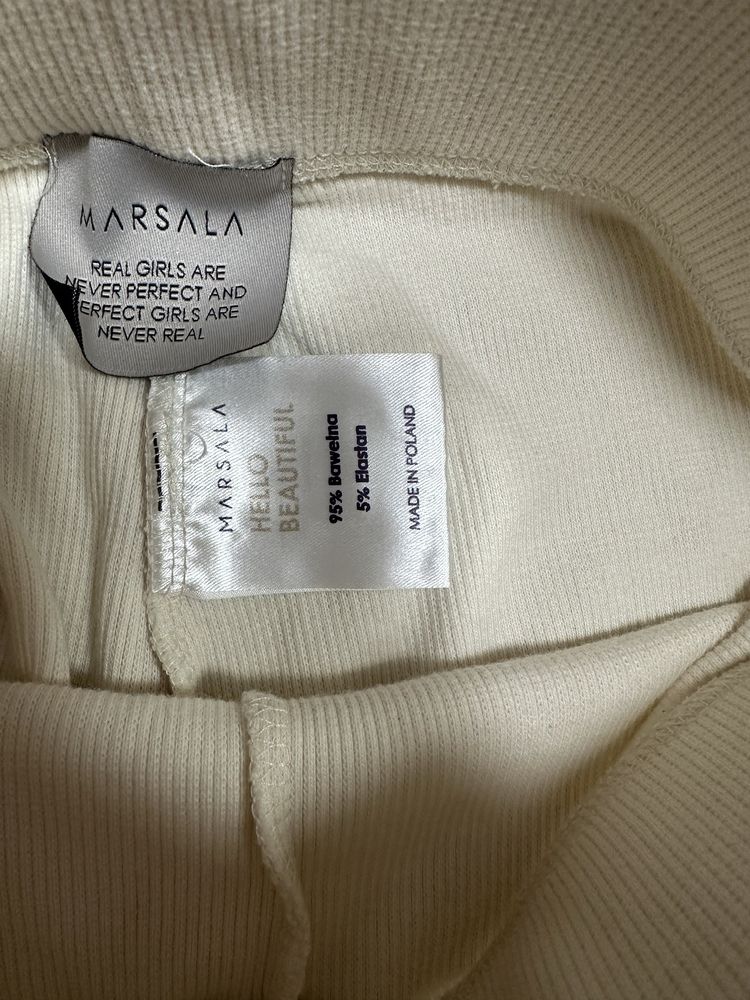 MARSALA
REAL GIRLS ARE
NEVER PERFECT AND
PERFECT GIRLS ARE
NEVER REAL
MARSALA
HELLO
BEAUTIFUL
95% Bawełna
5% Elastan
MADE IN POLAND